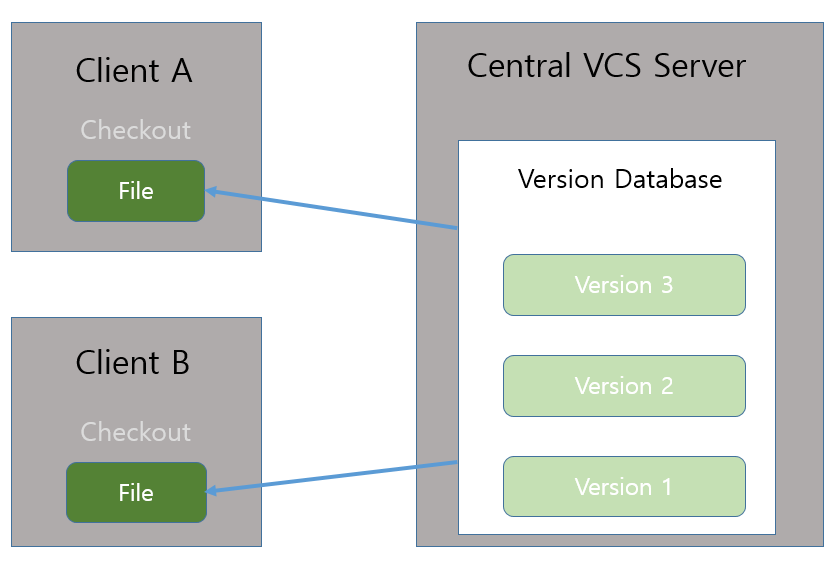 Client A
Checkout
File
Client B
Checkout
File
Central VCS Server
Version Database
Version 3
Version 2
Version 1